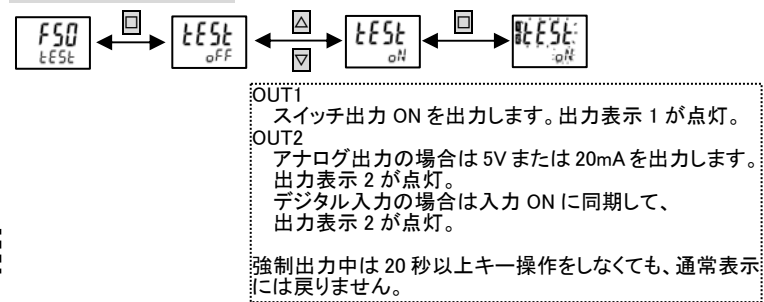 F50 tESt
tESt oFF
tESt oN
tESt oN
OUT1
スイッチ出力 ON を出力します。出力表示 1 が点灯。
OUT2
アナログ出力の場合は 5V または 20mA を出力します。
出力表示 2 が点灯。
デジタル入力の場合は入力 ON に同期して、
出力表示 2 が点灯。
強制出力中は 20 秒以上キー操作をしなくても、通常表示
には戻りません。